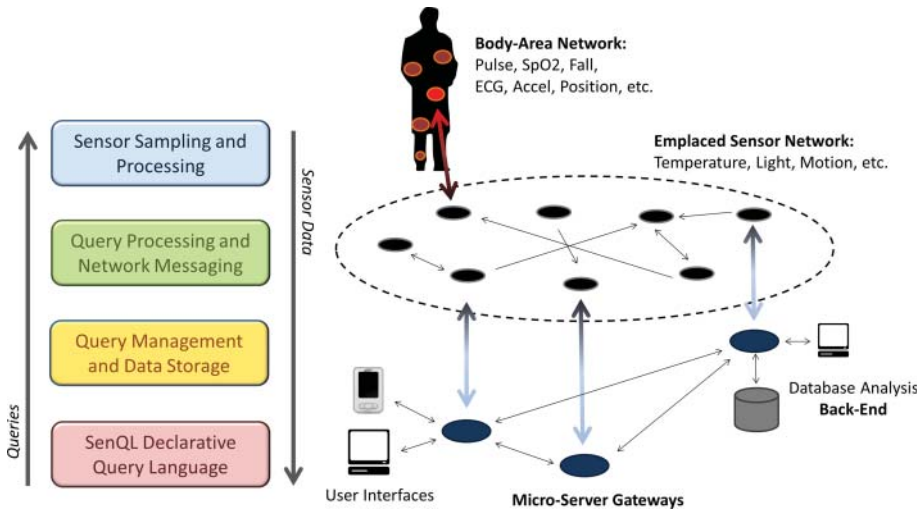 Body-Area Network:
Pulse, SpO2, Fall,
ECG, Accel, Position, etc.
Sensor Sampling and
Processing
Query Processing and
Network Messaging
Query Management
and Data Storage
SenQL Declarative
Query Language
Queries
Sensor Data
Emplaced Sensor Network:
Temperature, Light, Motion, etc.
Database Analysis
Back-End
User Interfaces
Micro-Server Gateways